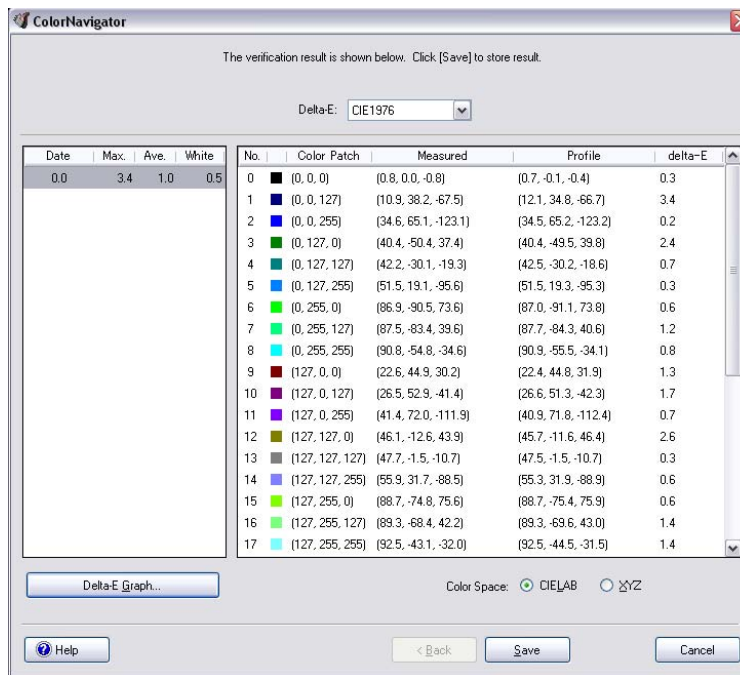 ColorNavigator
The verification result is shown below. Click [Save] to store result.
Delta-E: CIE1976
Date Max. Ave. White
0.0 3.4 1.0 0.5
No. Color Patch Measured Profile delta-E
0 (0, 0, 0) (0.8, 0.0, -0.8) (0.7, -0.1, -0.4) 0.3
1 (0, 0, 127) (10.9, 38.2, -67.5) (12.1, 34.8, -66.7) 3.4
2 (0, 0, 255) (34.6, 65.1, -123.1) (34.5, 65.2, -123.2) 0.2
3 (0, 127, 0) (40.4, -50.4, 37.4) (40.4, -49.5, 39.8) 2.4
4 (0, 127, 127) (42.2, -30.1, -19.3) (42.5, -30.2, -18.6) 0.7
5 (0, 127, 255) (51.5, 19.1, -95.6) (51.5, 19.3, -95.3) 0.3
6 (0, 255, 0) (86.9, -90.5, 73.6) (87.0, -91.1, 73.8) 0.6
7 (0, 255, 127) (87.5, -83.4, 39.6) (87.7, -84.3, 40.6) 1.2
8 (0, 255, 255) (90.8, -54.8, -34.6) (90.9, -55.5, -34.1) 0.8
9 (127, 0, 0) (22.6, 44.9, 30.2) (22.4, 44.8, 31.9) 1.3
10 (127, 0, 127) (26.5, 52.9, -41.4) (26.6, 51.3, -42.3) 1.7
11 (127, 0, 255) (41.4, 72.0, -111.9) (40.9, 71.8, -112.4) 0.7
12 (127, 127, 0) (46.1, -12.6, 43.9) (45.7, -11.6, 46.4) 2.6
13 (127, 127, 127) (47.7, -1.5, -10.7) (47.5, -1.5, -10.7) 0.3
14 (127, 127, 255) (55.9, 31.7, -88.5) (55.3, 31.9, -88.9) 0.6
15 (127, 255, 0) (88.7, -74.8, 75.6) (88.7, -75.4, 75.9) 0.6
16 (127, 255, 127) (89.3, -68.4, 42.2) (89.3, -69.6, 43.0) 1.4
17 (127, 255, 255) (92.5, -43.1, -32.0) (92.5, -44.5, -31.5) 1.4
Delta-E Graph...
Color Space: CIELAB XYZ
Help
< Back
Save
Cancel